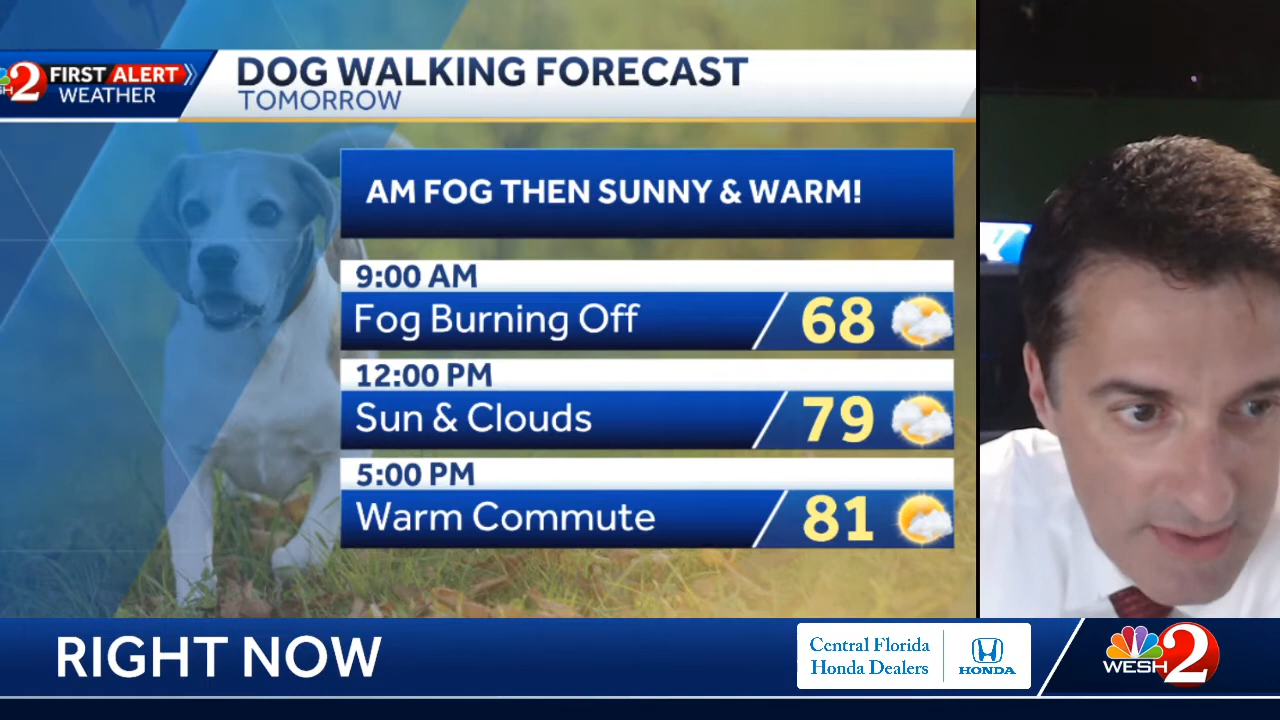 SH 2 FIRST ALERT
WEATHER
DOG WALKING FORECAST
TOMORROW
AM FOG THEN SUNNY & WARM!
9:00 AM
Fog Burning Off 68
12:00 PM
Sun & Clouds 79
5:00 PM
Warm Commute 81
RIGHT NOW
Central Florida
Honda Dealers
HONDA
WESH 2